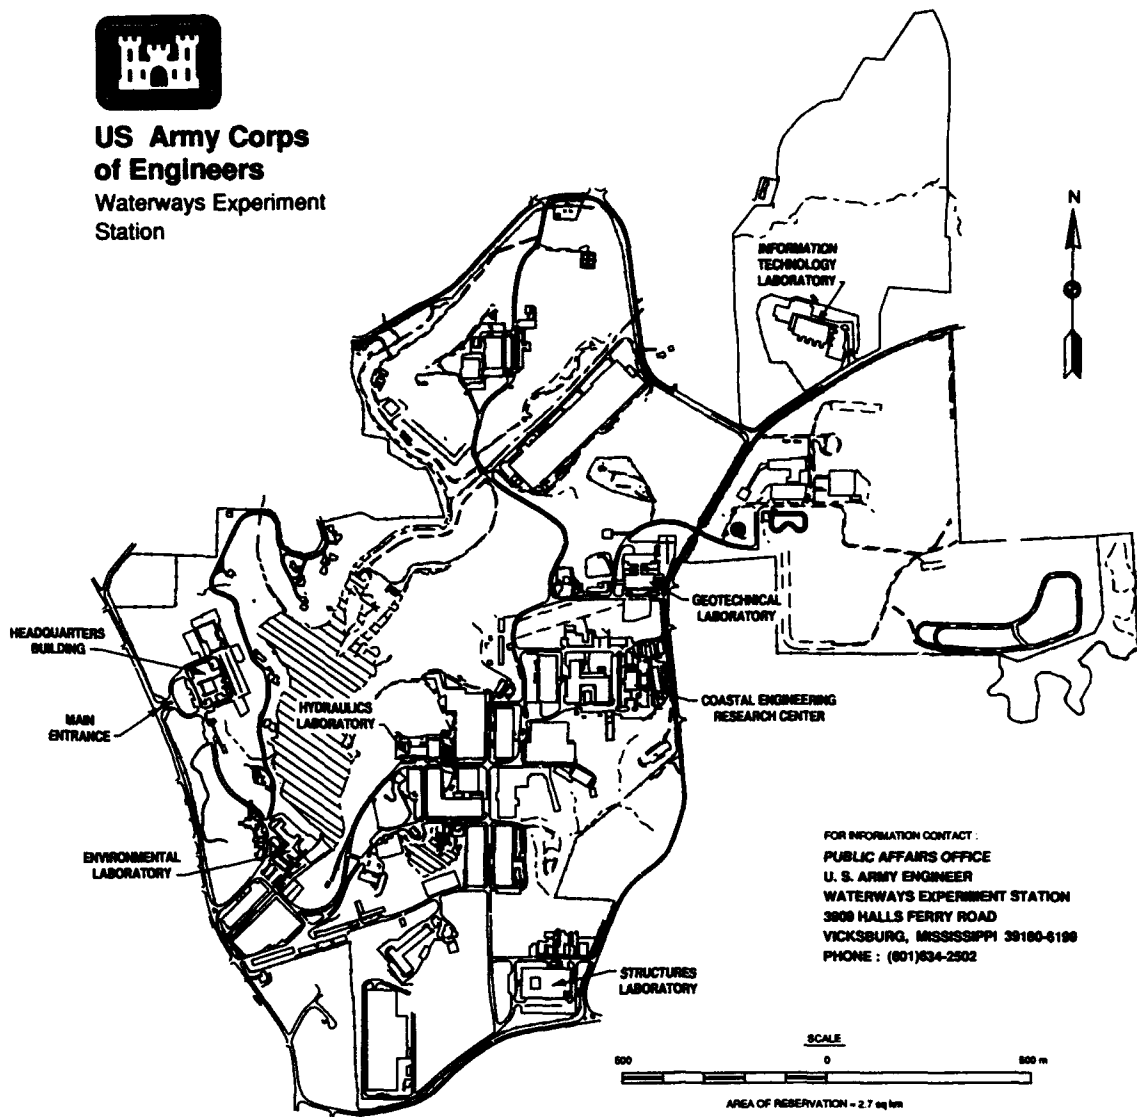 US Army Corps
of Engineers
Waterways Experiment
Station
N
INFORMATION
TECHNOLOGY
LABORATORY
GEOTECHNICAL
LABORATORY
HEADQUARTERS
BUILDING
MAIN
ENTRANCE
HYDRAULICS
LABORATORY
COASTAL ENGINEERING
RESEARCH CENTER
ENVIRONMENTAL
LABORATORY
STRUCTURES
LABORATORY
FOR INFORMATION CONTACT :
PUBLIC AFFAIRS OFFICE
U. S. ARMY ENGINEER
WATERWAYS EXPERIMENT STATION
3909 HALLS FERRY ROAD
VICKSBURG, MISSISSIPPI 39180-6199
PHONE : (601)634-2502
SCALE
500 0 500 m
AREA OF RESERVATION = 2.7 sq km